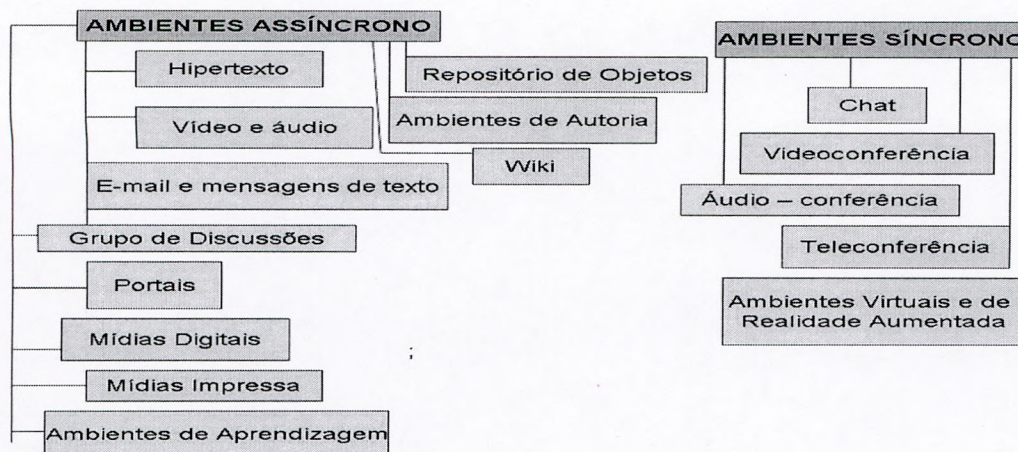 AMBIENTES ASSÍNCRONO
Hipertexto
Vídeo e áudio
E-mail e mensagens de texto
Grupo de Discussões
Portais
Mídias Digitais
Mídias Impressa
Ambientes de Aprendizagem
Repositório de Objetos
Ambientes de Autoria
Wiki
;
AMBIENTES SÍNCRONO
Chat
Videoconferência
Áudio – conferência
Teleconferência
Ambientes Virtuais e de
Realidade Aumentada